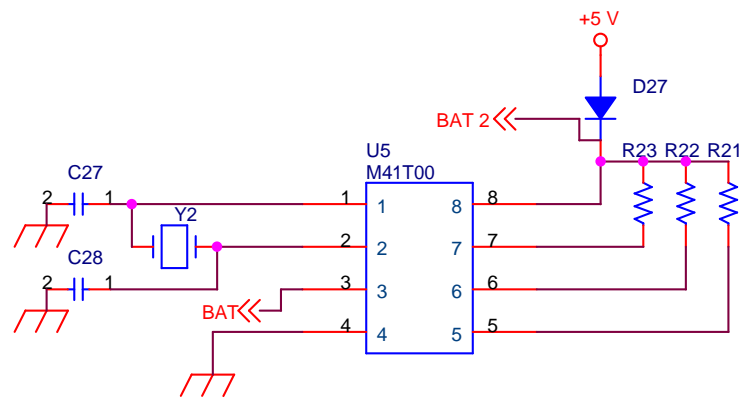 +5 V
D27
BAT 2
U5
M41T00
R23 R22 R21
C27
2 1
Y2
1 1 8 8
2 2 7 7
C28
2 1
3 3 6 6
BAT
4 4 5 5